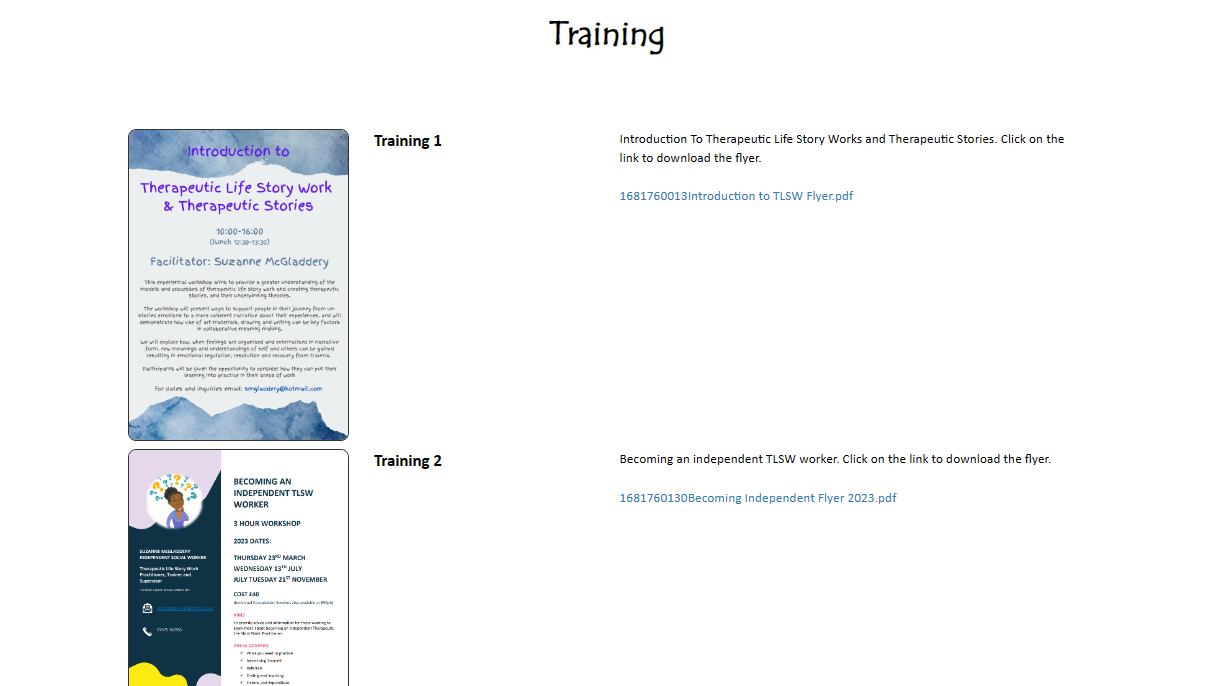 Training
Introduction to
Therapeutic Life Story Work
& Therapeutic Stories
10:00-16:00
(lunch 12:30-13:30)
Facilitator: Suzanne McGladdery
This experiential workshop aims to provide a greater understanding of the
models and processes of therapeutic life story work and creating therapeutic
stories, and their underpinning theories.
The workshop will present ways to support people in their journey from un-
storied emotions to a more coherent narrative about their experiences, and will
demonstrate how use of art materials, drawing and writing can be key factors
in collaborative meaning making.
We will explore how, when feelings are organised and externalised in narrative
form, new meanings and understandings of self and others can be gained
resulting in emotional regulation, resolution and recovery from trauma.
Participants will be given the opportunity to consider how they can put their
learning into practice in their areas of work
For dates and inquiries email: smgladdery@hotmail.com
Training 1
Introduction To Therapeutic Life Story Works and Therapeutic Stories. Click on the
link to download the flyer.
1681760013Introduction to TLSW Flyer.pdf
SUZANNE MCGLADDERY
INDEPENDENT SOCIAL WORKER
Therapeutic Life Story Work
Practitioner, Trainer and
Supervisor
BECOMING AN
INDEPENDENT TLSW
WORKER
3 HOUR WORKSHOP
2023 DATES:
THURSDAY 23RD MARCH
WEDNESDAY 13TH JULY
JULY TUESDAY 21ST NOVEMBER
COST £40
AIMS
To provide advice and information for those wanting to
know more about becoming an independent Therapeutic
Life Story Work Practitioner
AREAS COVERED
✓ What you need to practice
✓ Advertising Yourself
✓ Referrals
✓ Costing and invoicing
✓ Income and Expenditure
Training 2
Becoming an independent TLSW worker. Click on the link to download the flyer.
1681760130Becoming Independent Flyer 2023.pdf